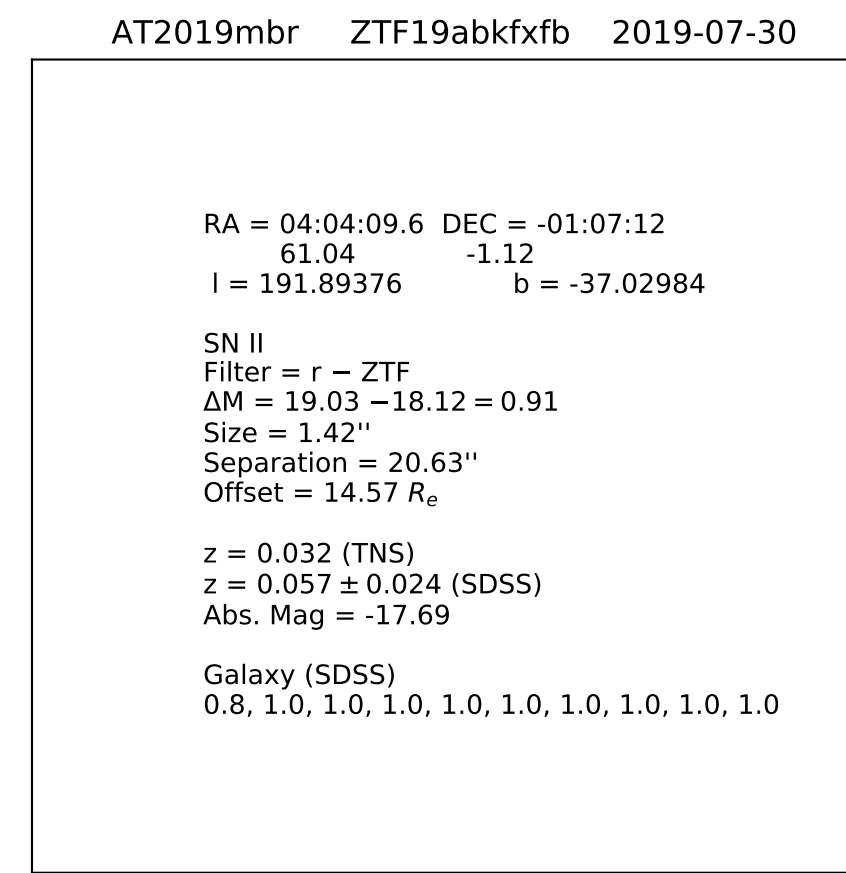 AT2019mbr ZTF19abkfxfb 2019-07-30
RA = 04:04:09.6 DEC = -01:07:12
61.04 -1.12
l = 191.89376 b = -37.02984
SN II
Filter = r − ZTF
ΔM = 19.03 −18.12 = 0.91
Size = 1.42''
Separation = 20.63''
Offset = 14.57 Rₑ
z = 0.032 (TNS)
z = 0.057 ± 0.024 (SDSS)
Abs. Mag = -17.69
Galaxy (SDSS)
0.8, 1.0, 1.0, 1.0, 1.0, 1.0, 1.0, 1.0, 1.0, 1.0